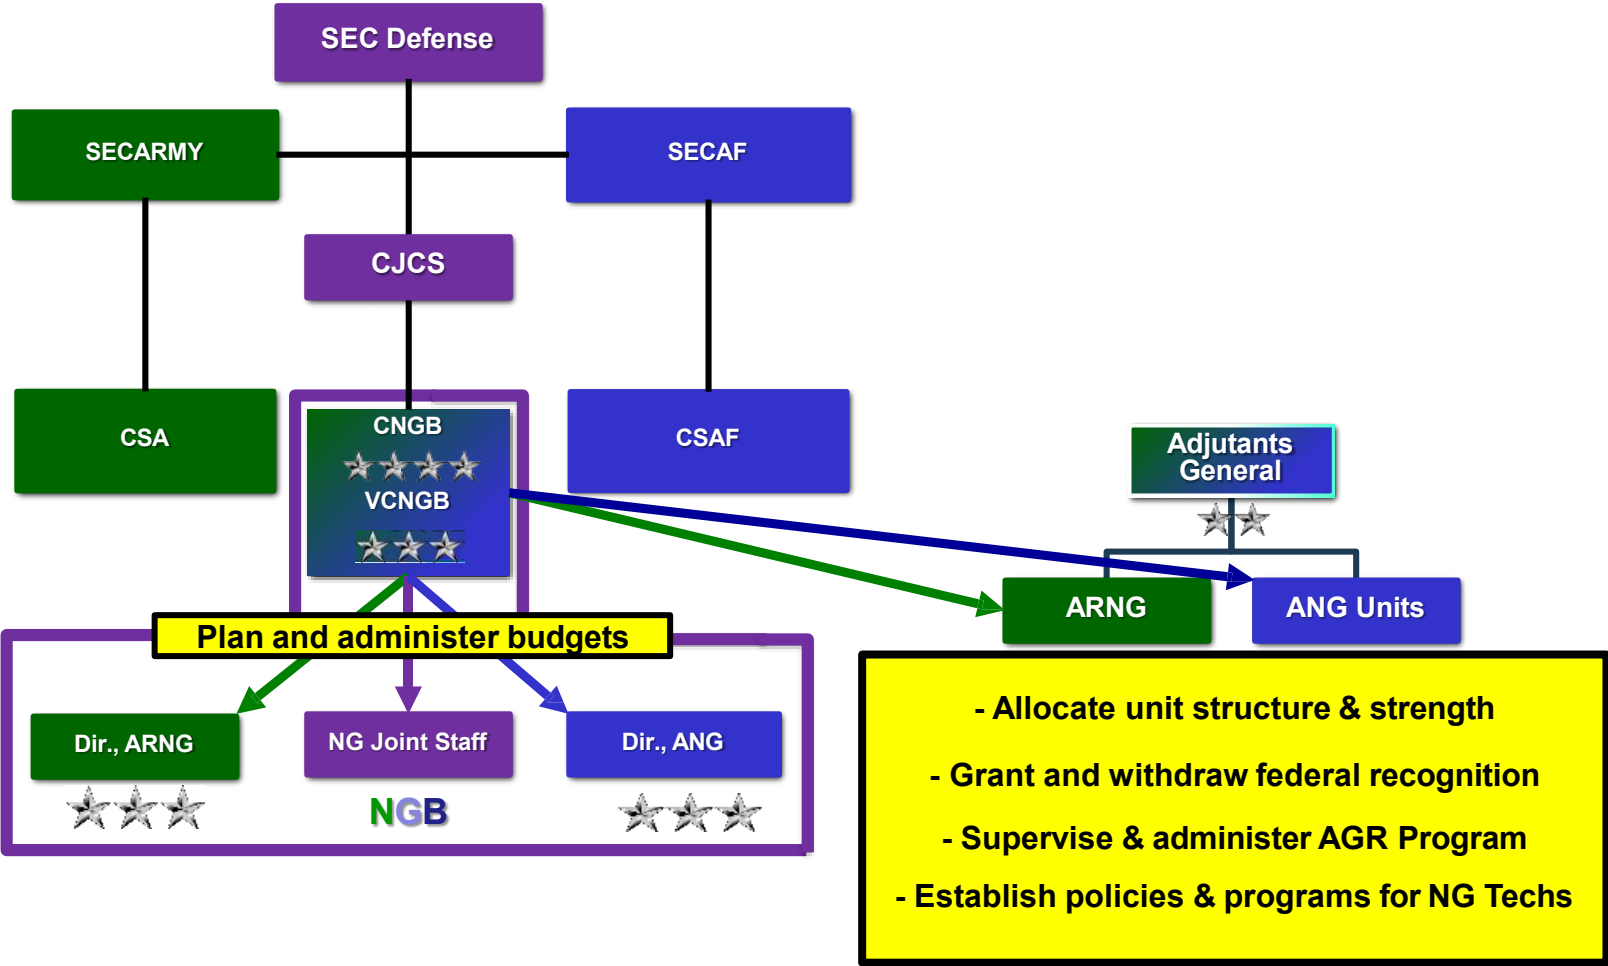 SEC Defense
SECARMY
SECAF
CJCS
CSA
CNGB
VCNGB
CSAF
Adjutants
General
ARNG
ANG Units
Plan and administer budgets
Dir., ARNG
NG Joint Staff
Dir., ANG
NGB
- Allocate unit structure & strength
- Grant and withdraw federal recognition
- Supervise & administer AGR Program
- Establish policies & programs for NG Techs